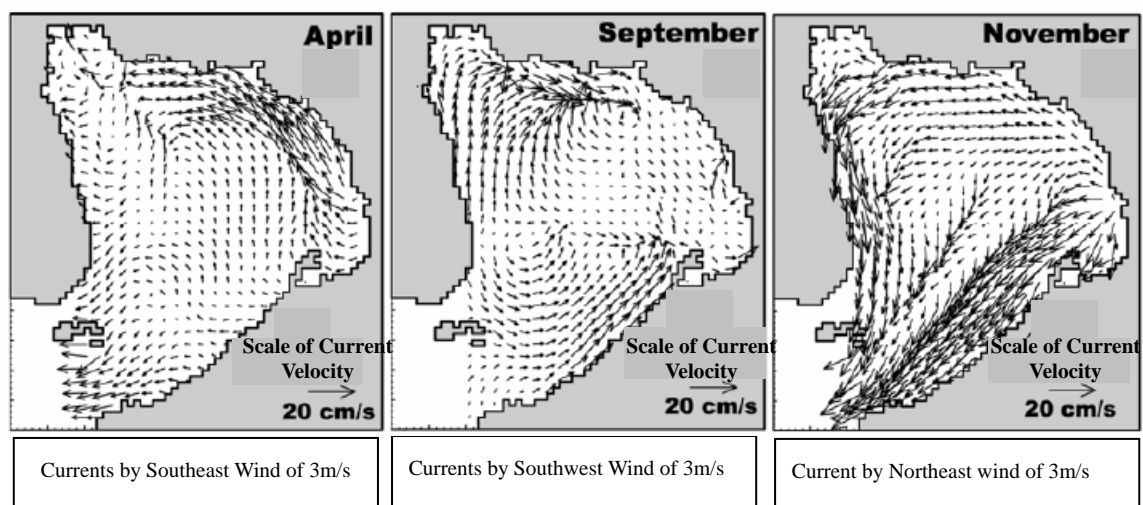 April
Scale of Current
Velocity
20 cm/s
Currents by Southeast Wind of 3m/s
September
Scale of Current
Velocity
20 cm/s
Currents by Southwest Wind of 3m/s
November
Scale of Current
Velocity
20 cm/s
Current by Northeast wind of 3m/s